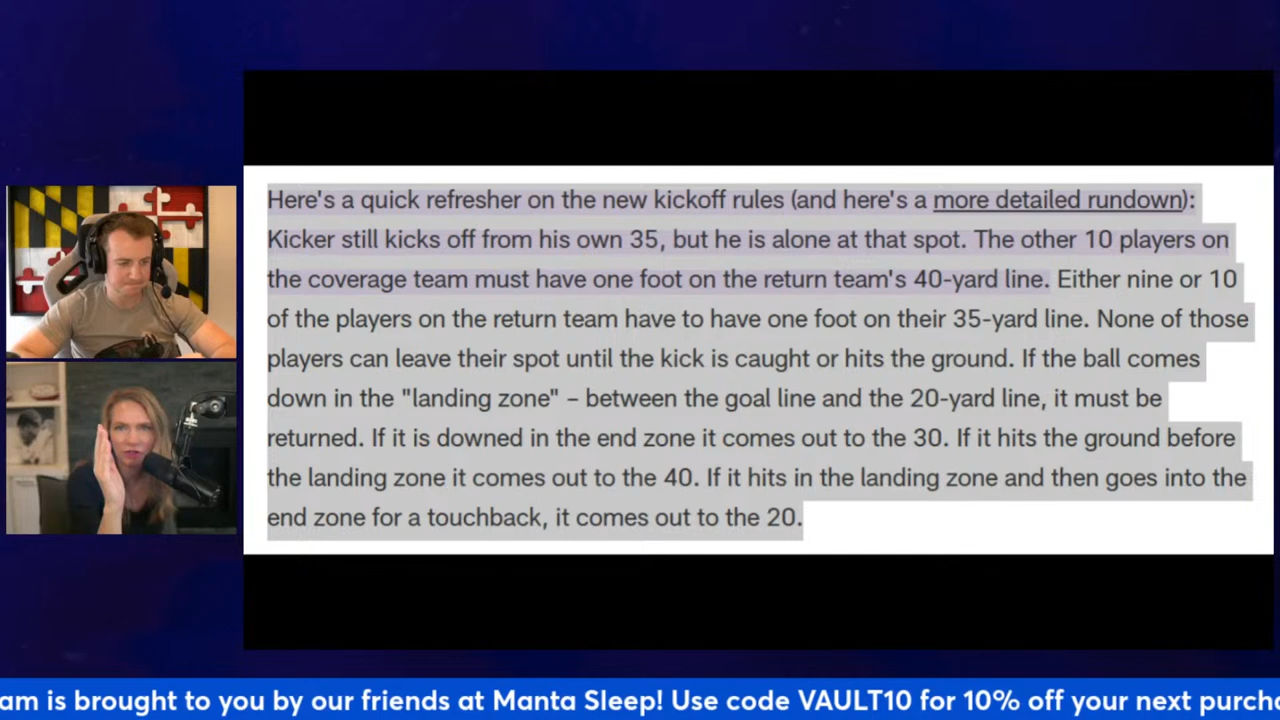 Here's a quick refresher on the new kickoff rules (and here's a more detailed rundown):
Kicker still kicks off from his own 35, but he is alone at that spot. The other 10 players on
the coverage team must have one foot on the return team's 40-yard line. Either nine or 10
of the players on the return team have to have one foot on their 35-yard line. None of those
players can leave their spot until the kick is caught or hits the ground. If the ball comes
down in the "landing zone" – between the goal line and the 20-yard line, it must be
returned. If it is downed in the end zone it comes out to the 30. If it hits the ground before
the landing zone it comes out to the 40. If it hits in the landing zone and then goes into the
end zone for a touchback, it comes out to the 20.
am is brought to you by our friends at Manta Sleep! Use code VAULT10 for 10% off your next purch